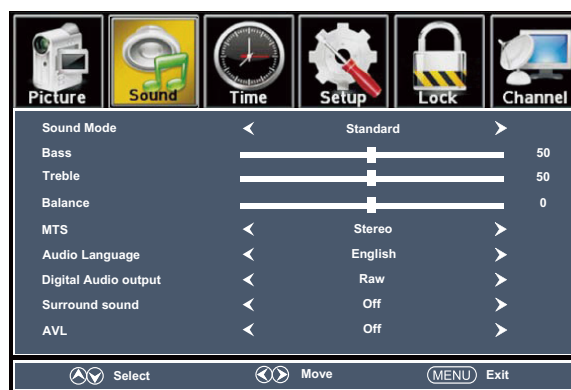 Picture Sound Time Setup Lock Channel
Sound Mode Standard
Bass 50
Treble 50
Balance 0
MTS Stereo
Audio Language English
Digital Audio output Raw
Surround sound Off
AVL Off
Select Move MENU Exit